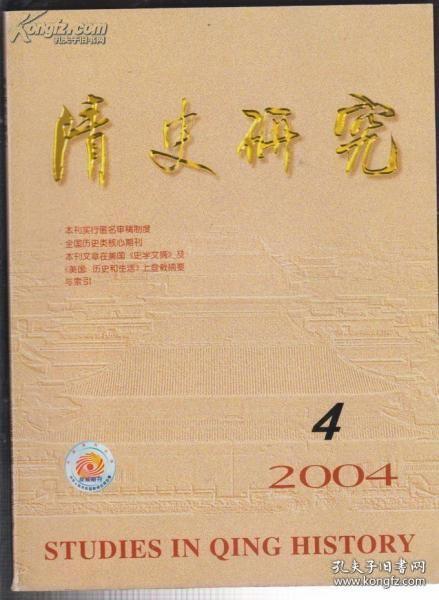 Kongfz.com
孔夫子旧书网
清史研究
本刊实行匿名审稿制度
全国历史类核心期刊
本刊文章在美国《史学文摘》及
《美国:历史和生活》上登载摘要
与索引
4
2004
STUDIES IN QING HISTORY
孔夫子旧书网